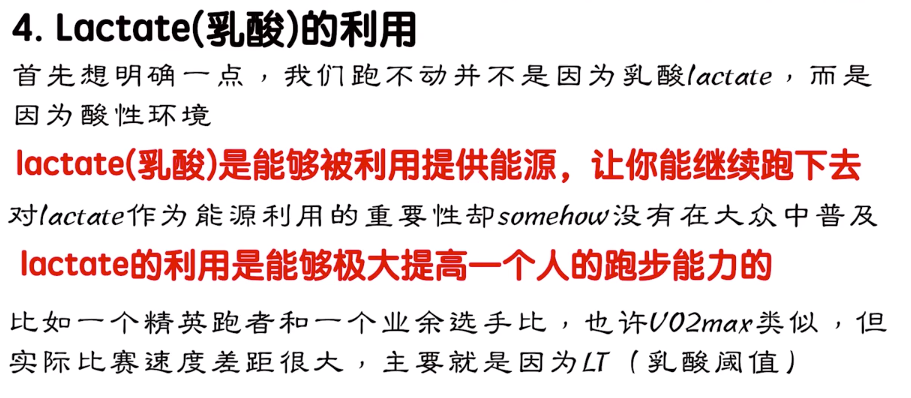 4. Lactate(乳酸)的利用
首先想明确一点，我们跑不动并不是因为乳酸lactate，而是
因为酸性环境
lactate(乳酸)是能够被利用提供能源，让你能继续跑下去
对lactate作为能源利用的重要性却somehow没有在大众中普及
lactate的利用是能够极大提高一个人的跑步能力的
比如一个精英跑者和一个业余选手比，也许VO2max类似，但
实际比赛速度差距很大，主要就是因为LT（乳酸阈值）